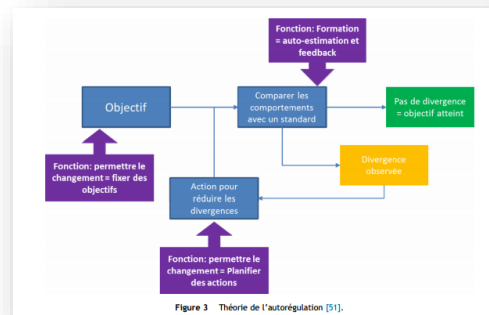 Fonction: Formation
= auto-estimation et
feedback
Objectif
Comparer les
comportements
avec un standard
Pas de divergence
= objectif atteint
Fonction: permettre le
changement = fixer des
objectifs
Divergence
observée
Action pour
réduire les
divergences
Fonction: permettre le
changement = Planifier
des actions
Figure 3 Théorie de l'autorégulation [51].